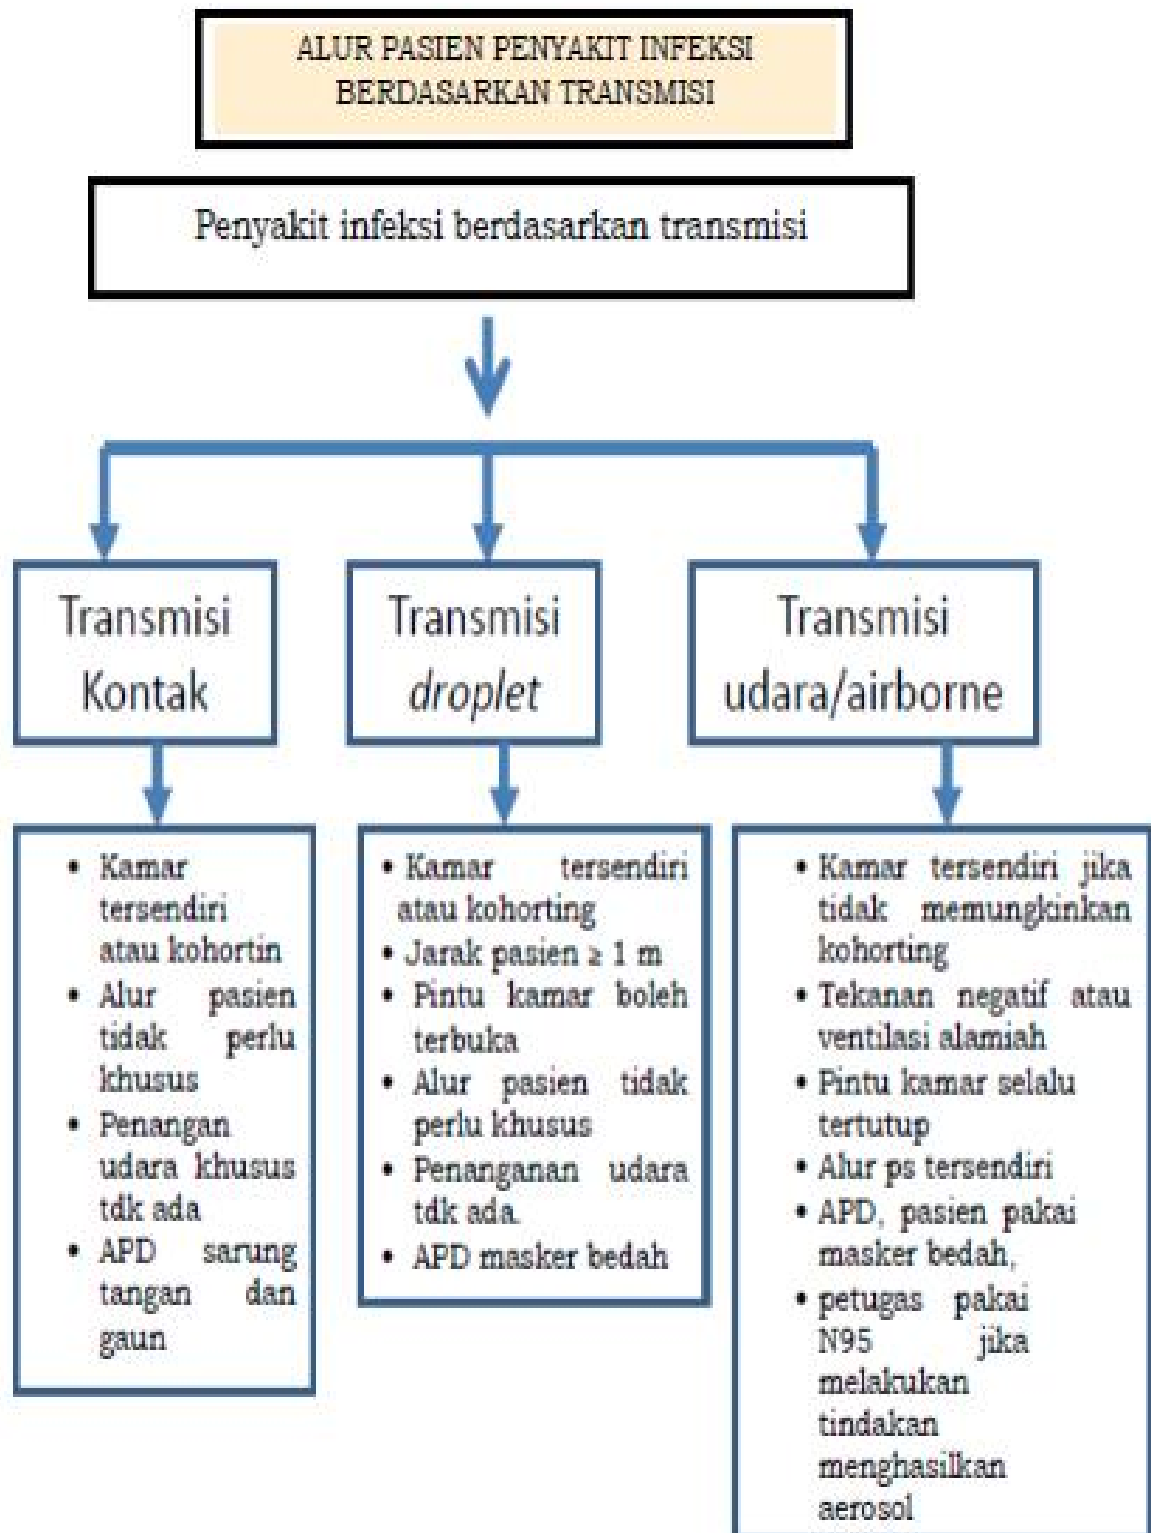 ALUR PASIEN PENYAKIT INFEKSI
BERDASARKAN TRANSMISI
Penyakit infeksi berdasarkan transmisi
Transmisi
Kontak
Transmisi
droplet
Transmisi
udara/airborne
• Kamar
tersendiri
atau kohortin
• Alur pasien
tidak perlu
khusus
• Penangan
udara khusus
tdk ada
• APD sarung
tangan dan
gaun
• Kamar tersendiri
atau kohorting
• Jarak pasien ≥ 1 m
• Pintu kamar boleh
terbuka
• Alur pasien tidak
perlu khusus
• Penanganan udara
tdk ada.
• APD masker bedah
• Kamar tersendiri jika
tidak memungkinkan
kohorting
• Tekanan negatif atau
ventilasi alamiah
• Pintu kamar selalu
tertutup
• Alur ps tersendiri
• APD, pasien pakai
masker bedah,
• petugas pakai
N95 jika
melakukan
tindakan
menghasilkan
aerosol